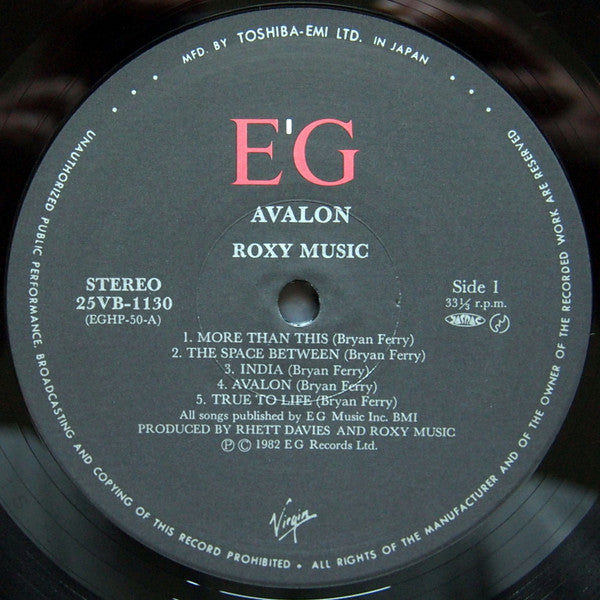 MFD. BY TOSHIBA-EMI LTD. IN JAPAN
E'G
AVALON
ROXY MUSIC
STEREO
25VB-1130
(EGHP-50-A)
Side I
33⅓ r.p.m.
JASRAC
1. MORE THAN THIS (Bryan Ferry)
2. THE SPACE BETWEEN (Bryan Ferry)
3. INDIA (Bryan Ferry)
4. AVALON (Bryan Ferry)
5. TRUE TO LIFE (Bryan Ferry)
All songs published by E G Music Inc. BMI
PRODUCED BY RHETT DAVIES AND ROXY MUSIC
Ⓟ © 1982 E G Records Ltd.
Virgin
UNAUTHORIZED PUBLIC PERFORMANCE, BROADCASTING AND COPYING OF THIS RECORD PROHIBITED • ALL RIGHTS OF THE MANUFACTURER AND OF THE OWNER OF THE RECORDED WORK ARE RESERVED